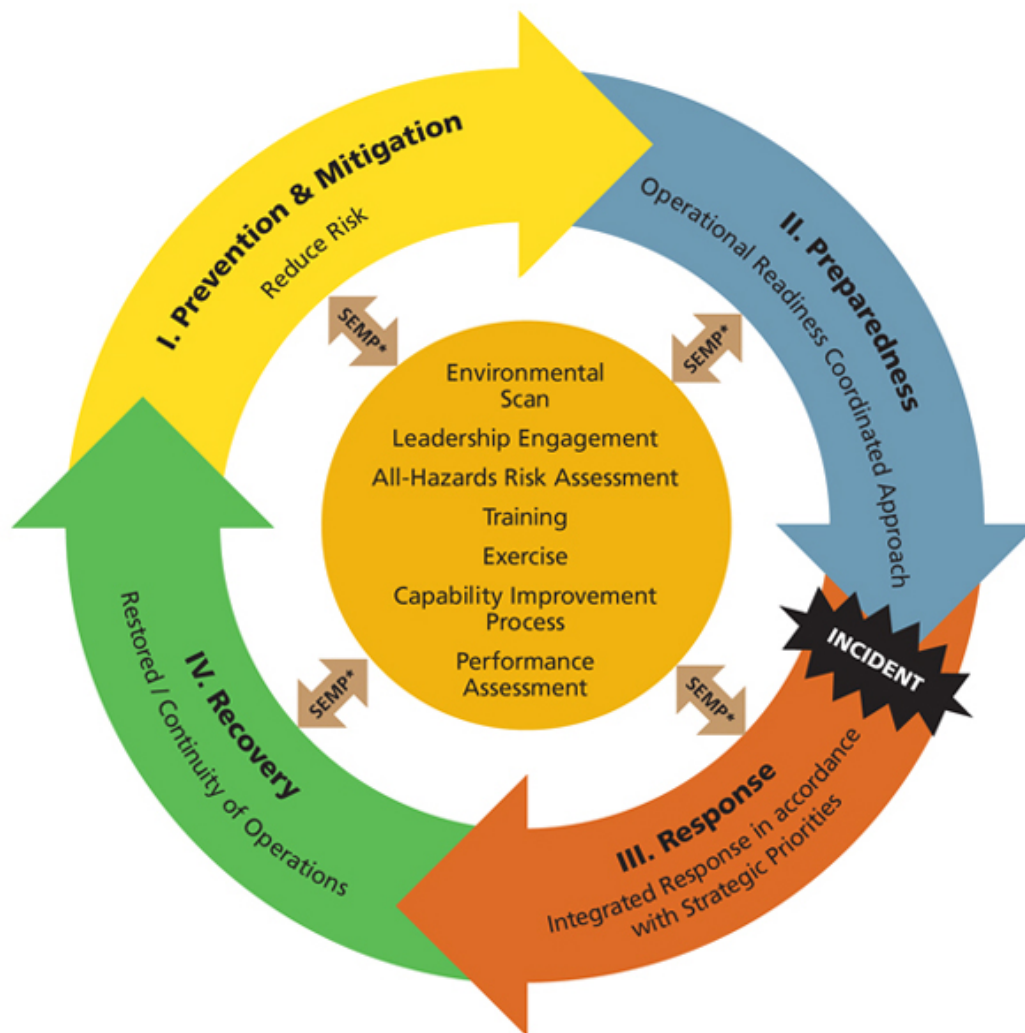 I. Prevention & Mitigation
Reduce Risk
II. Preparedness
Operational Readiness Coordinated Approach
INCIDENT
III. Response
Integrated Response in accordance
with Strategic Priorities
IV. Recovery
Restored / Continuity of Operations
SEMP*
SEMP*
SEMP*
SEMP*
Environmental
Scan
Leadership Engagement
All-Hazards Risk Assessment
Training
Exercise
Capability Improvement
Process
Performance
Assessment